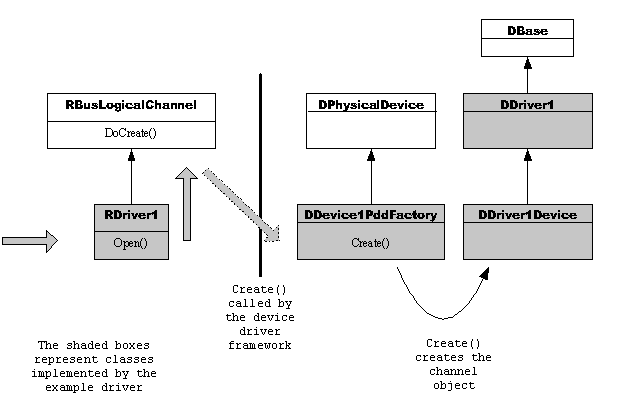 DBase
RBusLogicalChannel
DoCreate()
DPhysicalDevice
DDriver1
RDriver1
Open()
DDevice1PddFactory
Create()
DDriver1Device
Create()
called by
the device
driver
framework
The shaded boxes
represent classes
implemented by the
example driver
Create()
creates the
channel
object